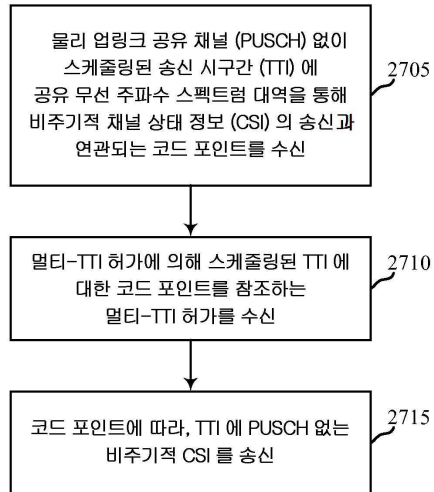 물리 업링크 공유 채널 (PUSCH) 없이
스케줄링된 송신 시구간 (TTI) 에
공유 무선 주파수 스펙트럼 대역을 통해
비주기적 채널 상태 정보 (CSI) 의 송신과
연관되는 코드 포인트를 수신
2705
멀티-TTI 허가에 의해 스케줄링된 TTI 에
대한 코드 포인트를 참조하는
멀티-TTI 허가를 수신
2710
코드 포인트에 따라, TTI 에 PUSCH 없는
비주기적 CSI 를 송신
2715